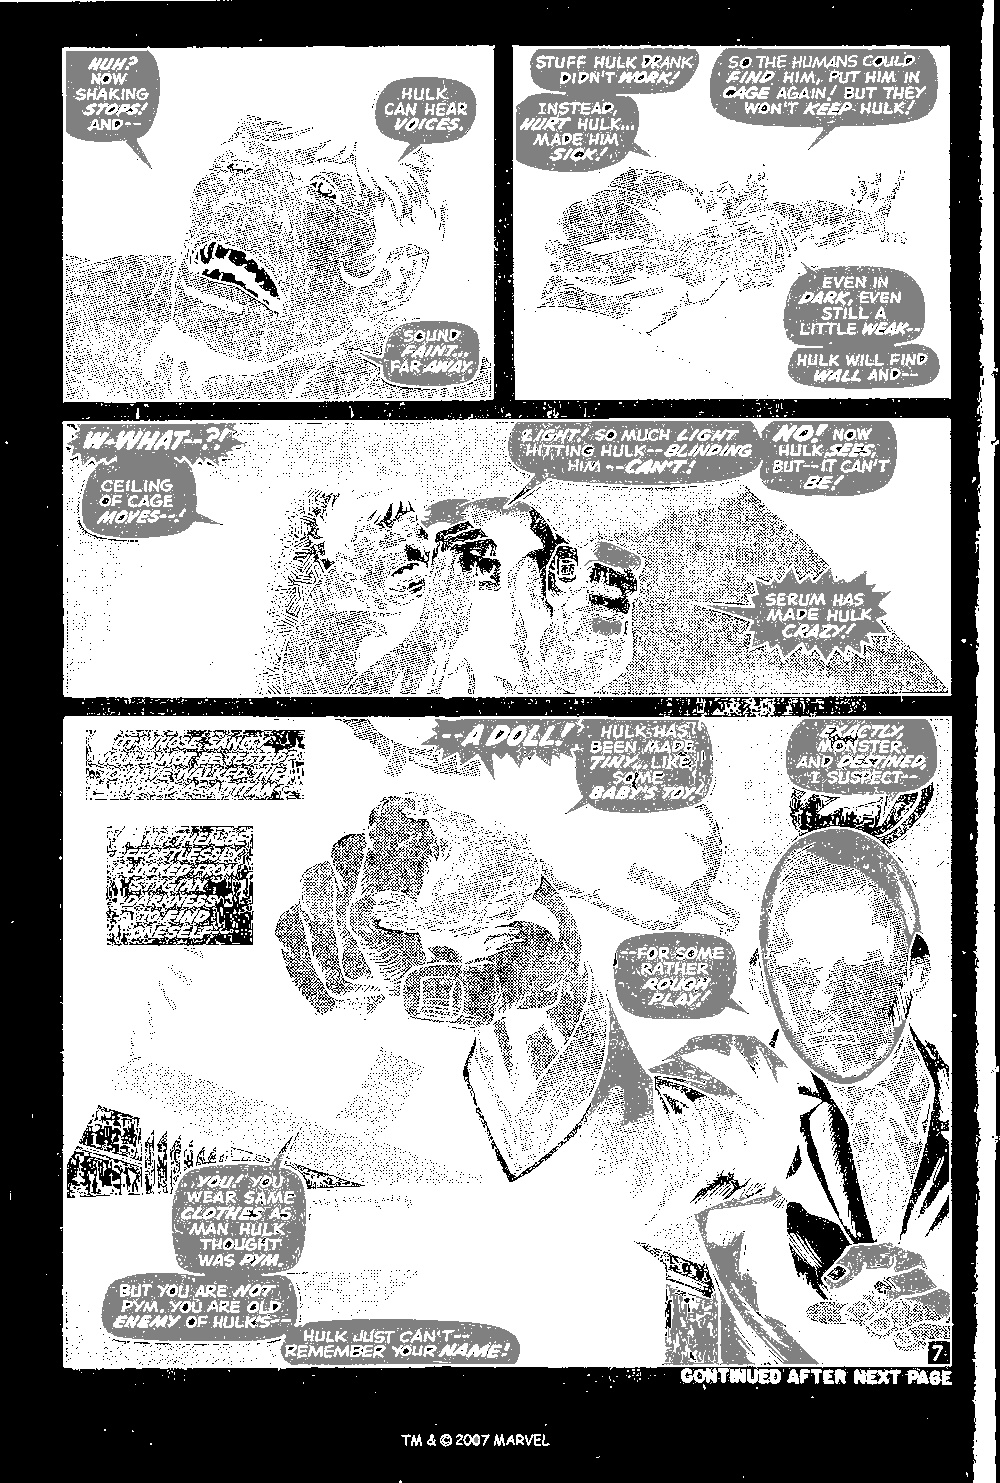 HUH?
NOW
SHAKING
STOPS!
AND--
HULK
CAN HEAR
VOICES.
SOUND
FAINT...
FAR AWAY.
STUFF HULK DRANK
DIDN'T WORK!
INSTEAD,
HURT HULK...
MADE HIM
SICK!
SO THE HUMANS COULD
FIND HIM, PUT HIM IN
CAGE AGAIN! BUT THEY
WON'T KEEP HULK!
EVEN IN
DARK, EVEN
STILL A
LITTLE WEAK--
HULK WILL FIND
WALL AND--
W-WHAT--?!
CEILING
OF CAGE
MOVES--!
LIGHT! SO MUCH LIGHT
HITTING HULK--BLINDING
HIM--CAN'T!
NO! NOW
HULK SEES,
BUT--IT CAN'T
BE!
SERUM HAS
MADE HULK
CRAZY!
DARKNESS
TO FIND
ONESELF--
--A DOLL!
HULK HAS
BEEN MADE
TINY... LIKE
SOME
BABY'S TOY!
EXACTLY,
MONSTER.
AND DESTINED,
I SUSPECT--
--FOR SOME
RATHER
ROUGH
PLAY!
YOU! YOU
WEAR SAME
CLOTHES AS
MAN HULK
THOUGHT
WAS PYM.
BUT YOU ARE NOT
PYM. YOU ARE OLD
ENEMY OF HULK'S--
HULK JUST CAN'T--
REMEMBER YOUR NAME!
7
CONTINUED AFTER NEXT PAGE
TM & © 2007 MARVEL